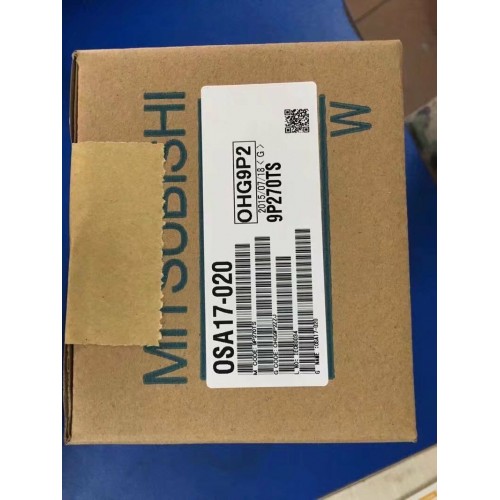 MITSUBISHI
OSA17-020
OHG9P2
2015/07/18 < G >
9P270TS
W